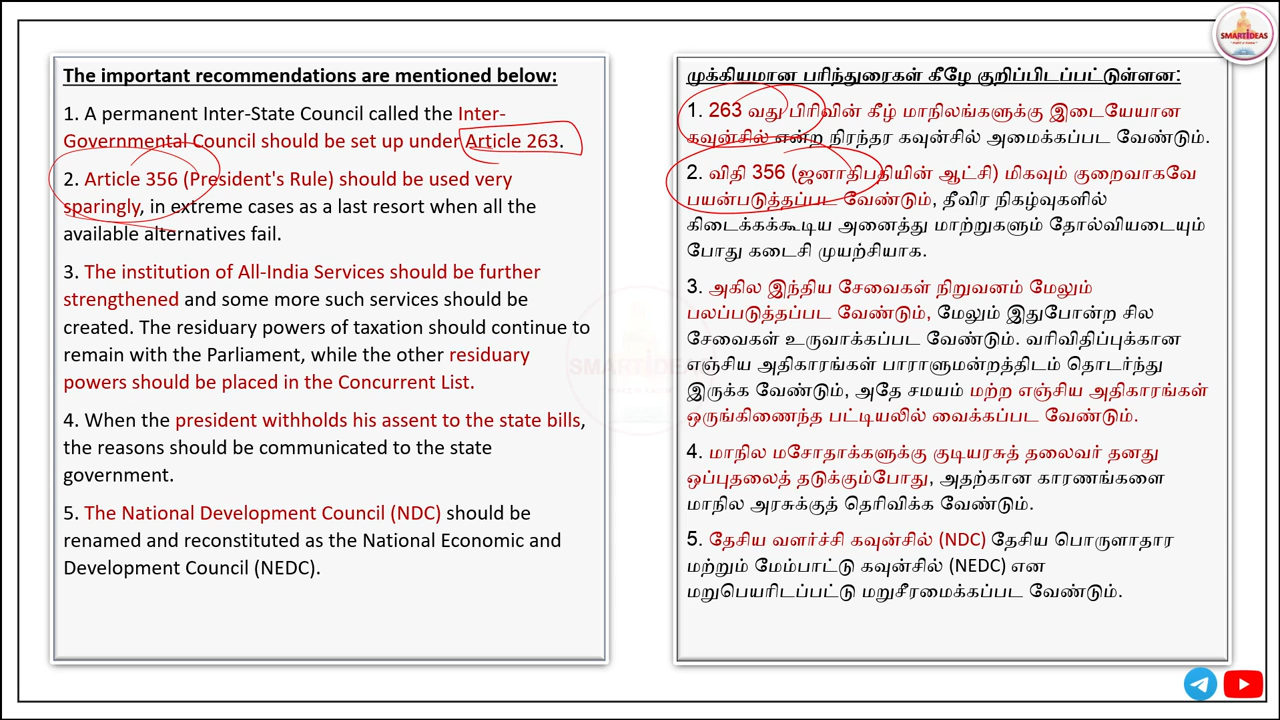 SMARTIDEAS
The important recommendations are mentioned below:
1. A permanent Inter-State Council called the Inter-
Governmental Council should be set up under Article 263.
2. Article 356 (President's Rule) should be used very
sparingly, in extreme cases as a last resort when all the
available alternatives fail.
3. The institution of All-India Services should be further
strengthened and some more such services should be
created. The residuary powers of taxation should continue to
remain with the Parliament, while the other residuary
powers should be placed in the Concurrent List.
4. When the president withholds his assent to the state bills,
the reasons should be communicated to the state
government.
5. The National Development Council (NDC) should be
renamed and reconstituted as the National Economic and
Development Council (NEDC).
முக்கியமான பரிந்துரைகள் கீழே குறிப்பிடப்பட்டுள்ளன:
1. 263 வது பிரிவின் கீழ் மாநிலங்களுக்கு இடையேயான
கவுன்சில் என்ற நிரந்தர கவுன்சில் அமைக்கப்பட வேண்டும்.
2. விதி 356 (ஜனாதிபதியின் ஆட்சி) மிகவும் குறைவாகவே
பயன்படுத்தப்பட வேண்டும், தீவிர நிகழ்வுகளில்
கிடைக்கக்கூடிய அனைத்து மாற்றுகளும் தோல்வியடையும்
போது கடைசி முயற்சியாக.
3. அகில இந்திய சேவைகள் நிறுவனம் மேலும்
பலப்படுத்தப்பட வேண்டும், மேலும் இதுபோன்ற சில
சேவைகள் உருவாக்கப்பட வேண்டும். வரிவிதிப்புக்கான
எஞ்சிய அதிகாரங்கள் பாராளுமன்றத்திடம் தொடர்ந்து
இருக்க வேண்டும், அதே சமயம் மற்ற எஞ்சிய அதிகாரங்கள்
ஒருங்கிணைந்த பட்டியலில் வைக்கப்பட வேண்டும்.
4. மாநில மசோதாக்களுக்கு குடியரசுத் தலைவர் தனது
ஒப்புதலைத் தடுக்கும்போது, அதற்கான காரணங்களை
மாநில அரசுக்குத் தெரிவிக்க வேண்டும்.
5. தேசிய வளர்ச்சி கவுன்சில் (NDC) தேசிய பொருளாதார
மற்றும் மேம்பாட்டு கவுன்சில் (NEDC) என
மறுபெயரிடப்பட்டு மறுசீரமைக்கப்பட வேண்டும்.
SMARTIDEAS